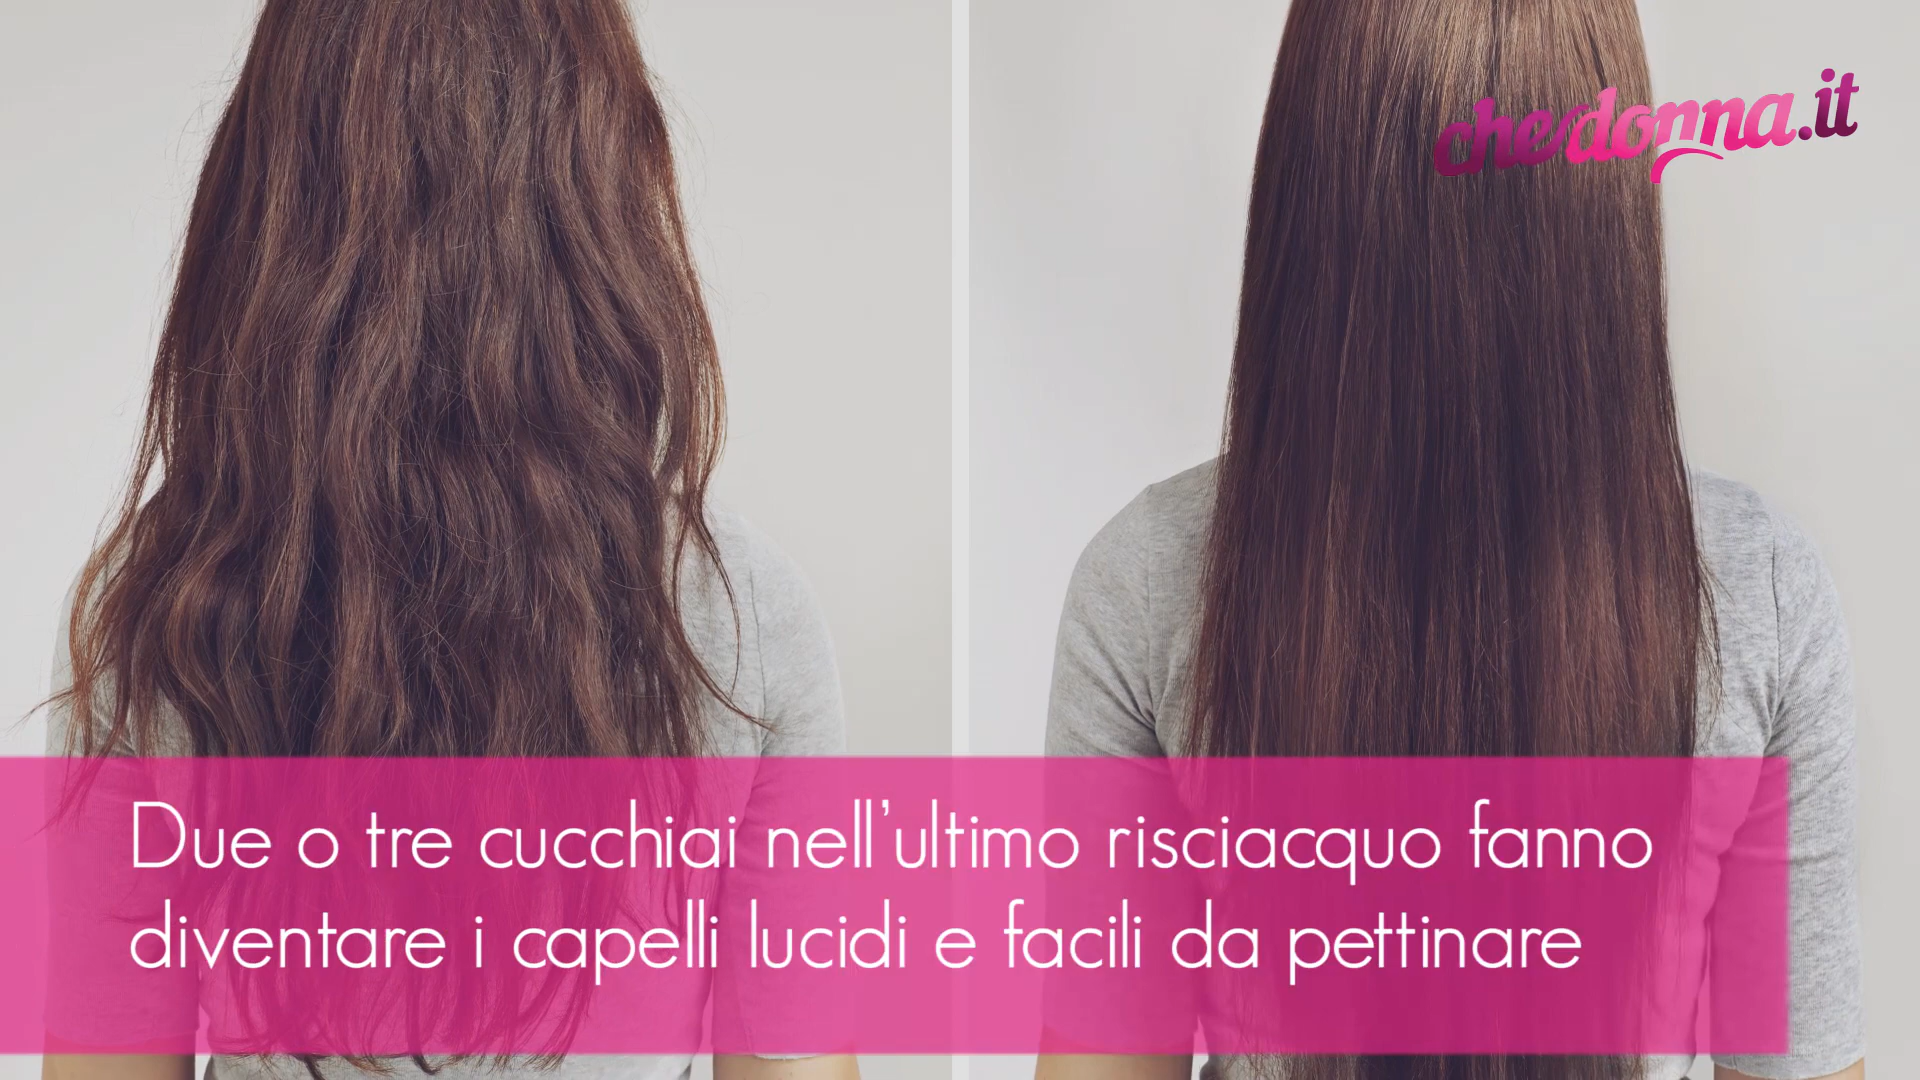 chedonna.it
Due o tre cucchiai nell'ultimo risciacquo fanno
diventare i capelli lucidi e facili da pettinare